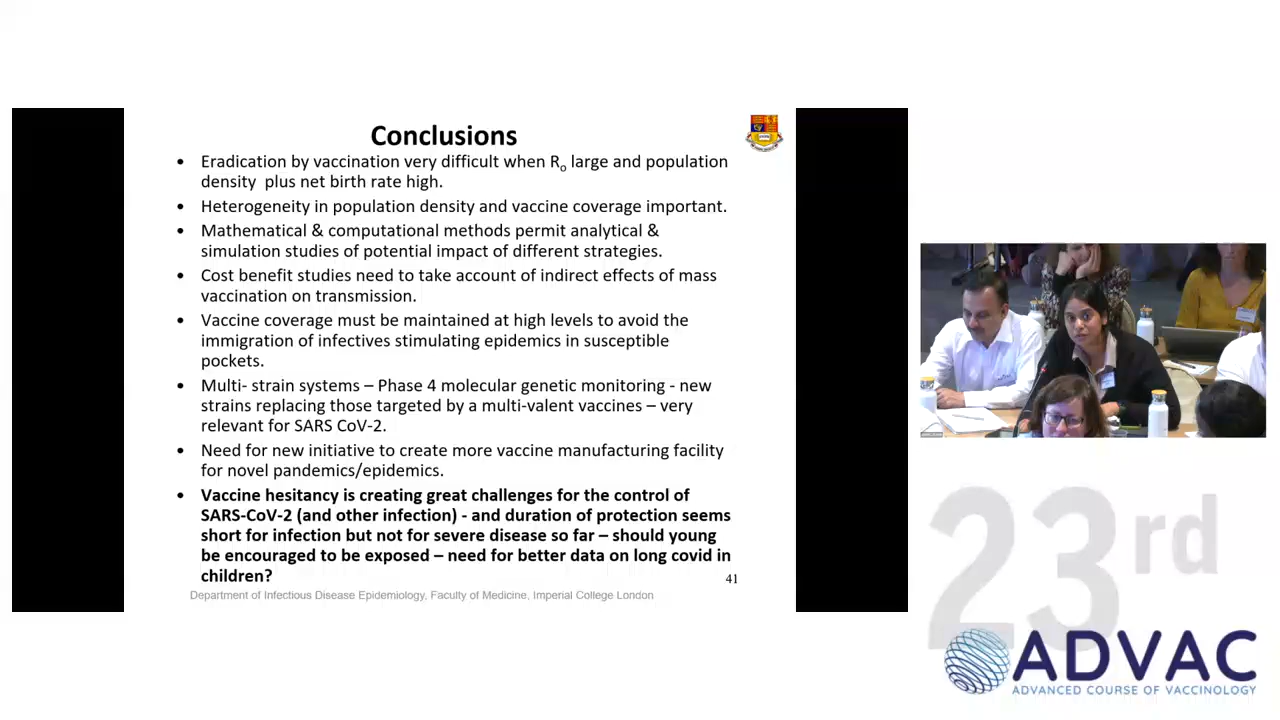 Conclusions
• Eradication by vaccination very difficult when Ro large and population
density  plus net birth rate high.
• Heterogeneity in population density and vaccine coverage important.
• Mathematical & computational methods permit analytical &
simulation studies of potential impact of different strategies.
• Cost benefit studies need to take account of indirect effects of mass
vaccination on transmission.
• Vaccine coverage must be maintained at high levels to avoid the
immigration of infectives stimulating epidemics in susceptible
pockets.
• Multi- strain systems – Phase 4 molecular genetic monitoring - new
strains replacing those targeted by a multi-valent vaccines – very
relevant for SARS CoV-2.
• Need for new initiative to create more vaccine manufacturing facility
for novel pandemics/epidemics.
• Vaccine hesitancy is creating great challenges for the control of
SARS-CoV-2 (and other infection) - and duration of protection seems
short for infection but not for severe disease so far – should young
be encouraged to be exposed – need for better data on long covid in
children?
41
Department of Infectious Disease Epidemiology, Faculty of Medicine, Imperial College London
23rd
ADVAC
ADVANCED COURSE OF VACCINOLOGY